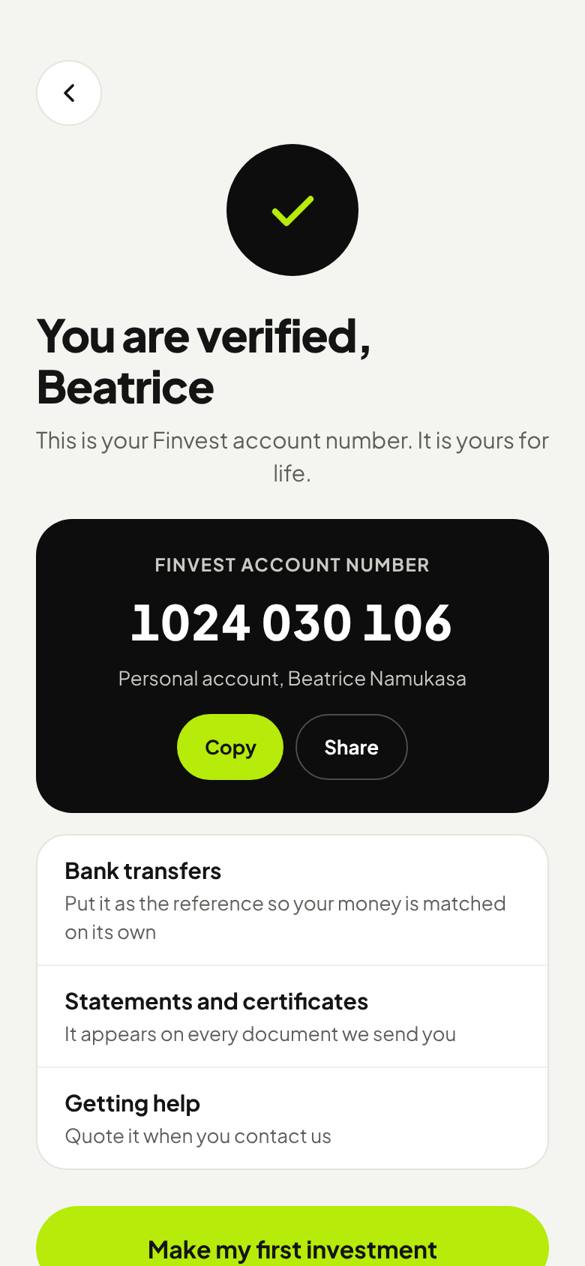 You are verified,
Beatrice
This is your Finvest account number. It is yours for
life.
FINVEST ACCOUNT NUMBER
1024 030 106
Personal account, Beatrice Namukasa
Copy
Share
Bank transfers
Put it as the reference so your money is matched
on its own
Statements and certificates
It appears on every document we send you
Getting help
Quote it when you contact us
Make my first investment